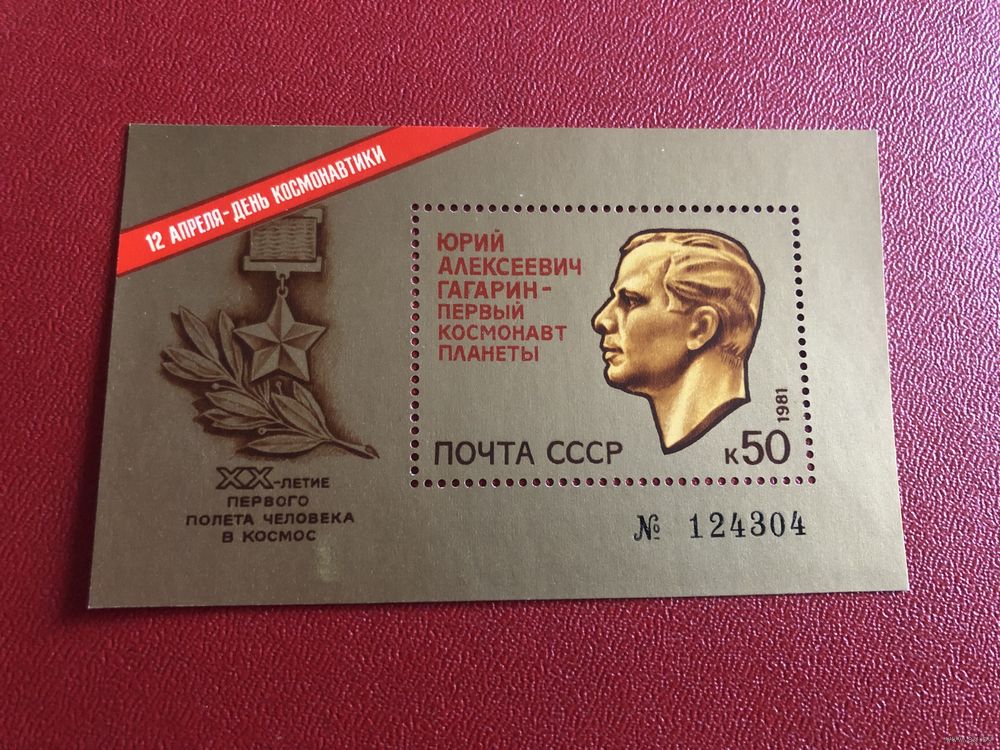 12 АПРЕЛЯ - ДЕНЬ КОСМОНАВТИКИ
ЮРИЙ
АЛЕКСЕЕВИЧ
ГАГАРИН-
ПЕРВЫЙ
КОСМОНАВТ
ПЛАНЕТЫ
1981
ПОЧТА СССР
к50
XX-ЛЕТИЕ
ПЕРВОГО
ПОЛЕТА ЧЕЛОВЕКА
В КОСМОС
№ 124304